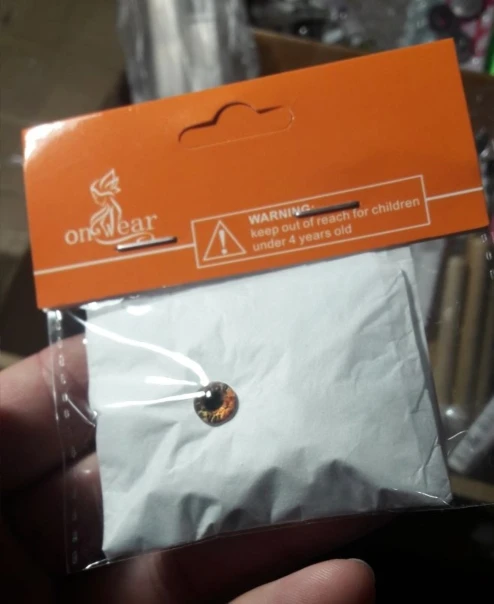 onWear
WARNING:
keep out of reach for children
under 4 years old